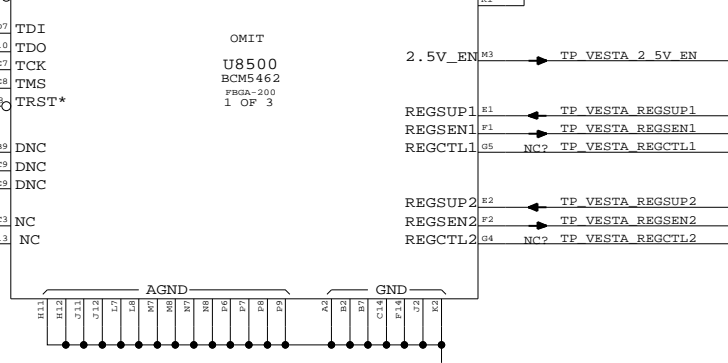 TDI
TDO
TCK
TMS
TRST*
DNC
DNC
DNC
NC
NC
OMIT
U8500
BCM5462
FBGA-200
1 OF 3
2.5V_EN M3 TP_VESTA_2_5V_EN
REGSUP1 E1 TP_VESTA_REGSUP1
REGSEN1 F1 TP_VESTA_REGSEN1
REGCTL1 G5 NC? TP_VESTA_REGCTL1
REGSUP2 E2 TP_VESTA_REGSUP2
REGSEN2 F2 TP_VESTA_REGSEN2
REGCTL2 G4 NC? TP_VESTA_REGCTL2
AGND GND
H11 H12 J11 J12 L7 L8 M7 M8 N7 N8 P6 P7 P8 P9 A2 B2 B7 C14 F14 J2 K2